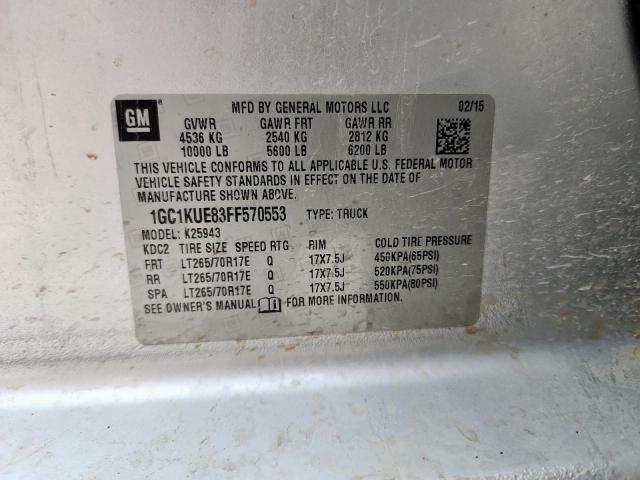 GM ® MFD BY GENERAL MOTORS LLC 02/15
GVWR GAWR FRT GAWR RR
4536 KG 2540 KG 2812 KG
10000 LB 5600 LB 6200 LB
THIS VEHICLE CONFORMS TO ALL APPLICABLE U.S. FEDERAL MOTOR
VEHICLE SAFETY STANDARDS IN EFFECT ON THE DATE OF
MANUFACTURE SHOWN ABOVE.
1GC1KUE83FF570553 TYPE: TRUCK
MODEL: K25943
KDC2 TIRE SIZE SPEED RTG RIM COLD TIRE PRESSURE
FRT LT265/70R17E Q 17X7.5J 450KPA(65PSI)
RR LT265/70R17E Q 17X7.5J 520KPA(75PSI)
SPA LT265/70R17E Q 17X7.5J 550KPA(80PSI)
SEE OWNER'S MANUAL FOR MORE INFORMATION.